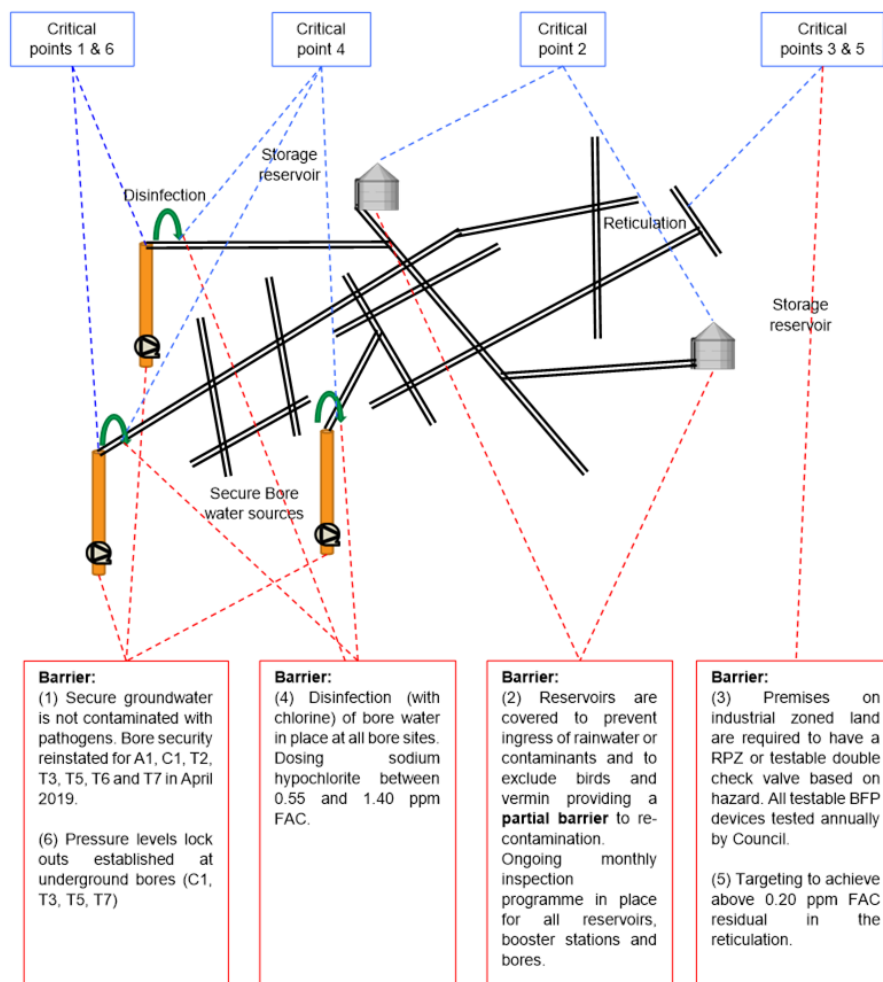 Critical
points 1 & 6
Critical
point 4
Critical
point 2
Critical
points 3 & 5
Storage
reservoir
Disinfection
Reticulation
Storage
reservoir
Secure Bore
water sources
Barrier:
(1) Secure groundwater
is not contaminated with
pathogens. Bore security
reinstated for A1, C1, T2,
T3, T5, T6 and T7 in April
2019.
(6) Pressure levels lock
outs established at
underground bores (C1,
T3, T5, T7)
Barrier:
(4) Disinfection (with
chlorine) of bore water
in place at all bore sites.
Dosing sodium
hypochlorite between
0.55 and 1.40 ppm
FAC.
Barrier:
(2) Reservoirs are
covered to prevent
ingress of rainwater or
contaminants and to
exclude birds and
vermin providing a
partial barrier to re-
contamination.
Ongoing monthly
inspection
programme in place
for all reservoirs,
booster stations and
bores.
Barrier:
(3) Premises on
industrial zoned land
are required to have a
RPZ or testable double
check valve based on
hazard. All testable BFP
devices tested annually
by Council.
(5) Targeting to achieve
above 0.20 ppm FAC
residual in the
reticulation.